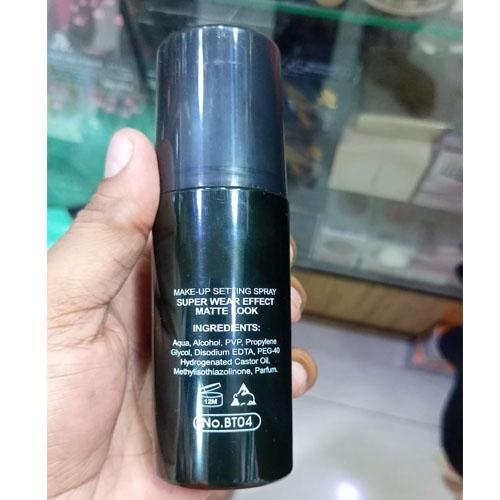 MAKE-UP SETTING SPRAY
SUPER WEAR EFFECT
MATTE LOOK
INGREDIENTS:
Aqua, Alcohol, PVP, Propylene
Glycol, Disodium EDTA, PEG-40
Hydrogenated Castor Oil,
Methylisothiazolinone, Parfum.
12M
No.BT04